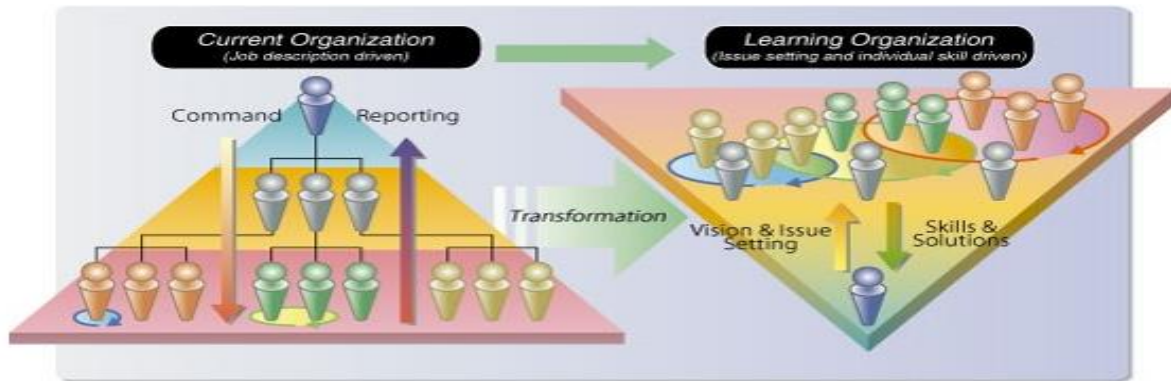 Current Organization
(Job description driven)
Learning Organization
(Issue setting and individual skill driven)
Command
Reporting
Transformation
Vision & Issue
Setting
Skills &
Solutions